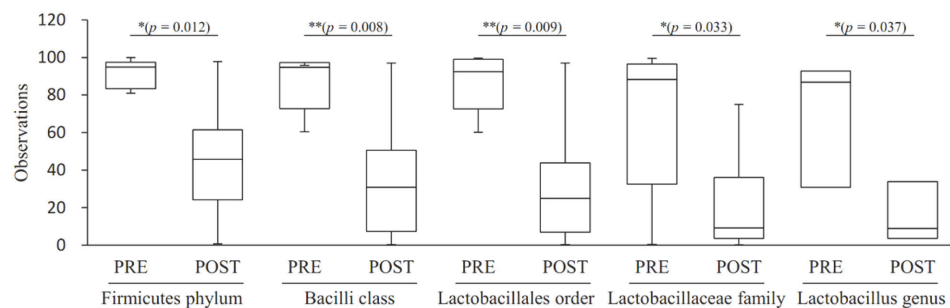 120
100
80
60
40
20
0
Observations
*(p = 0.012)
**(p = 0.008)
**(p = 0.009)
*(p = 0.033)
*(p = 0.037)
PRE POST PRE POST PRE POST PRE POST PRE POST
Firmicutes phylum Bacilli class Lactobacillales order Lactobacillaceae family Lactobacillus genus